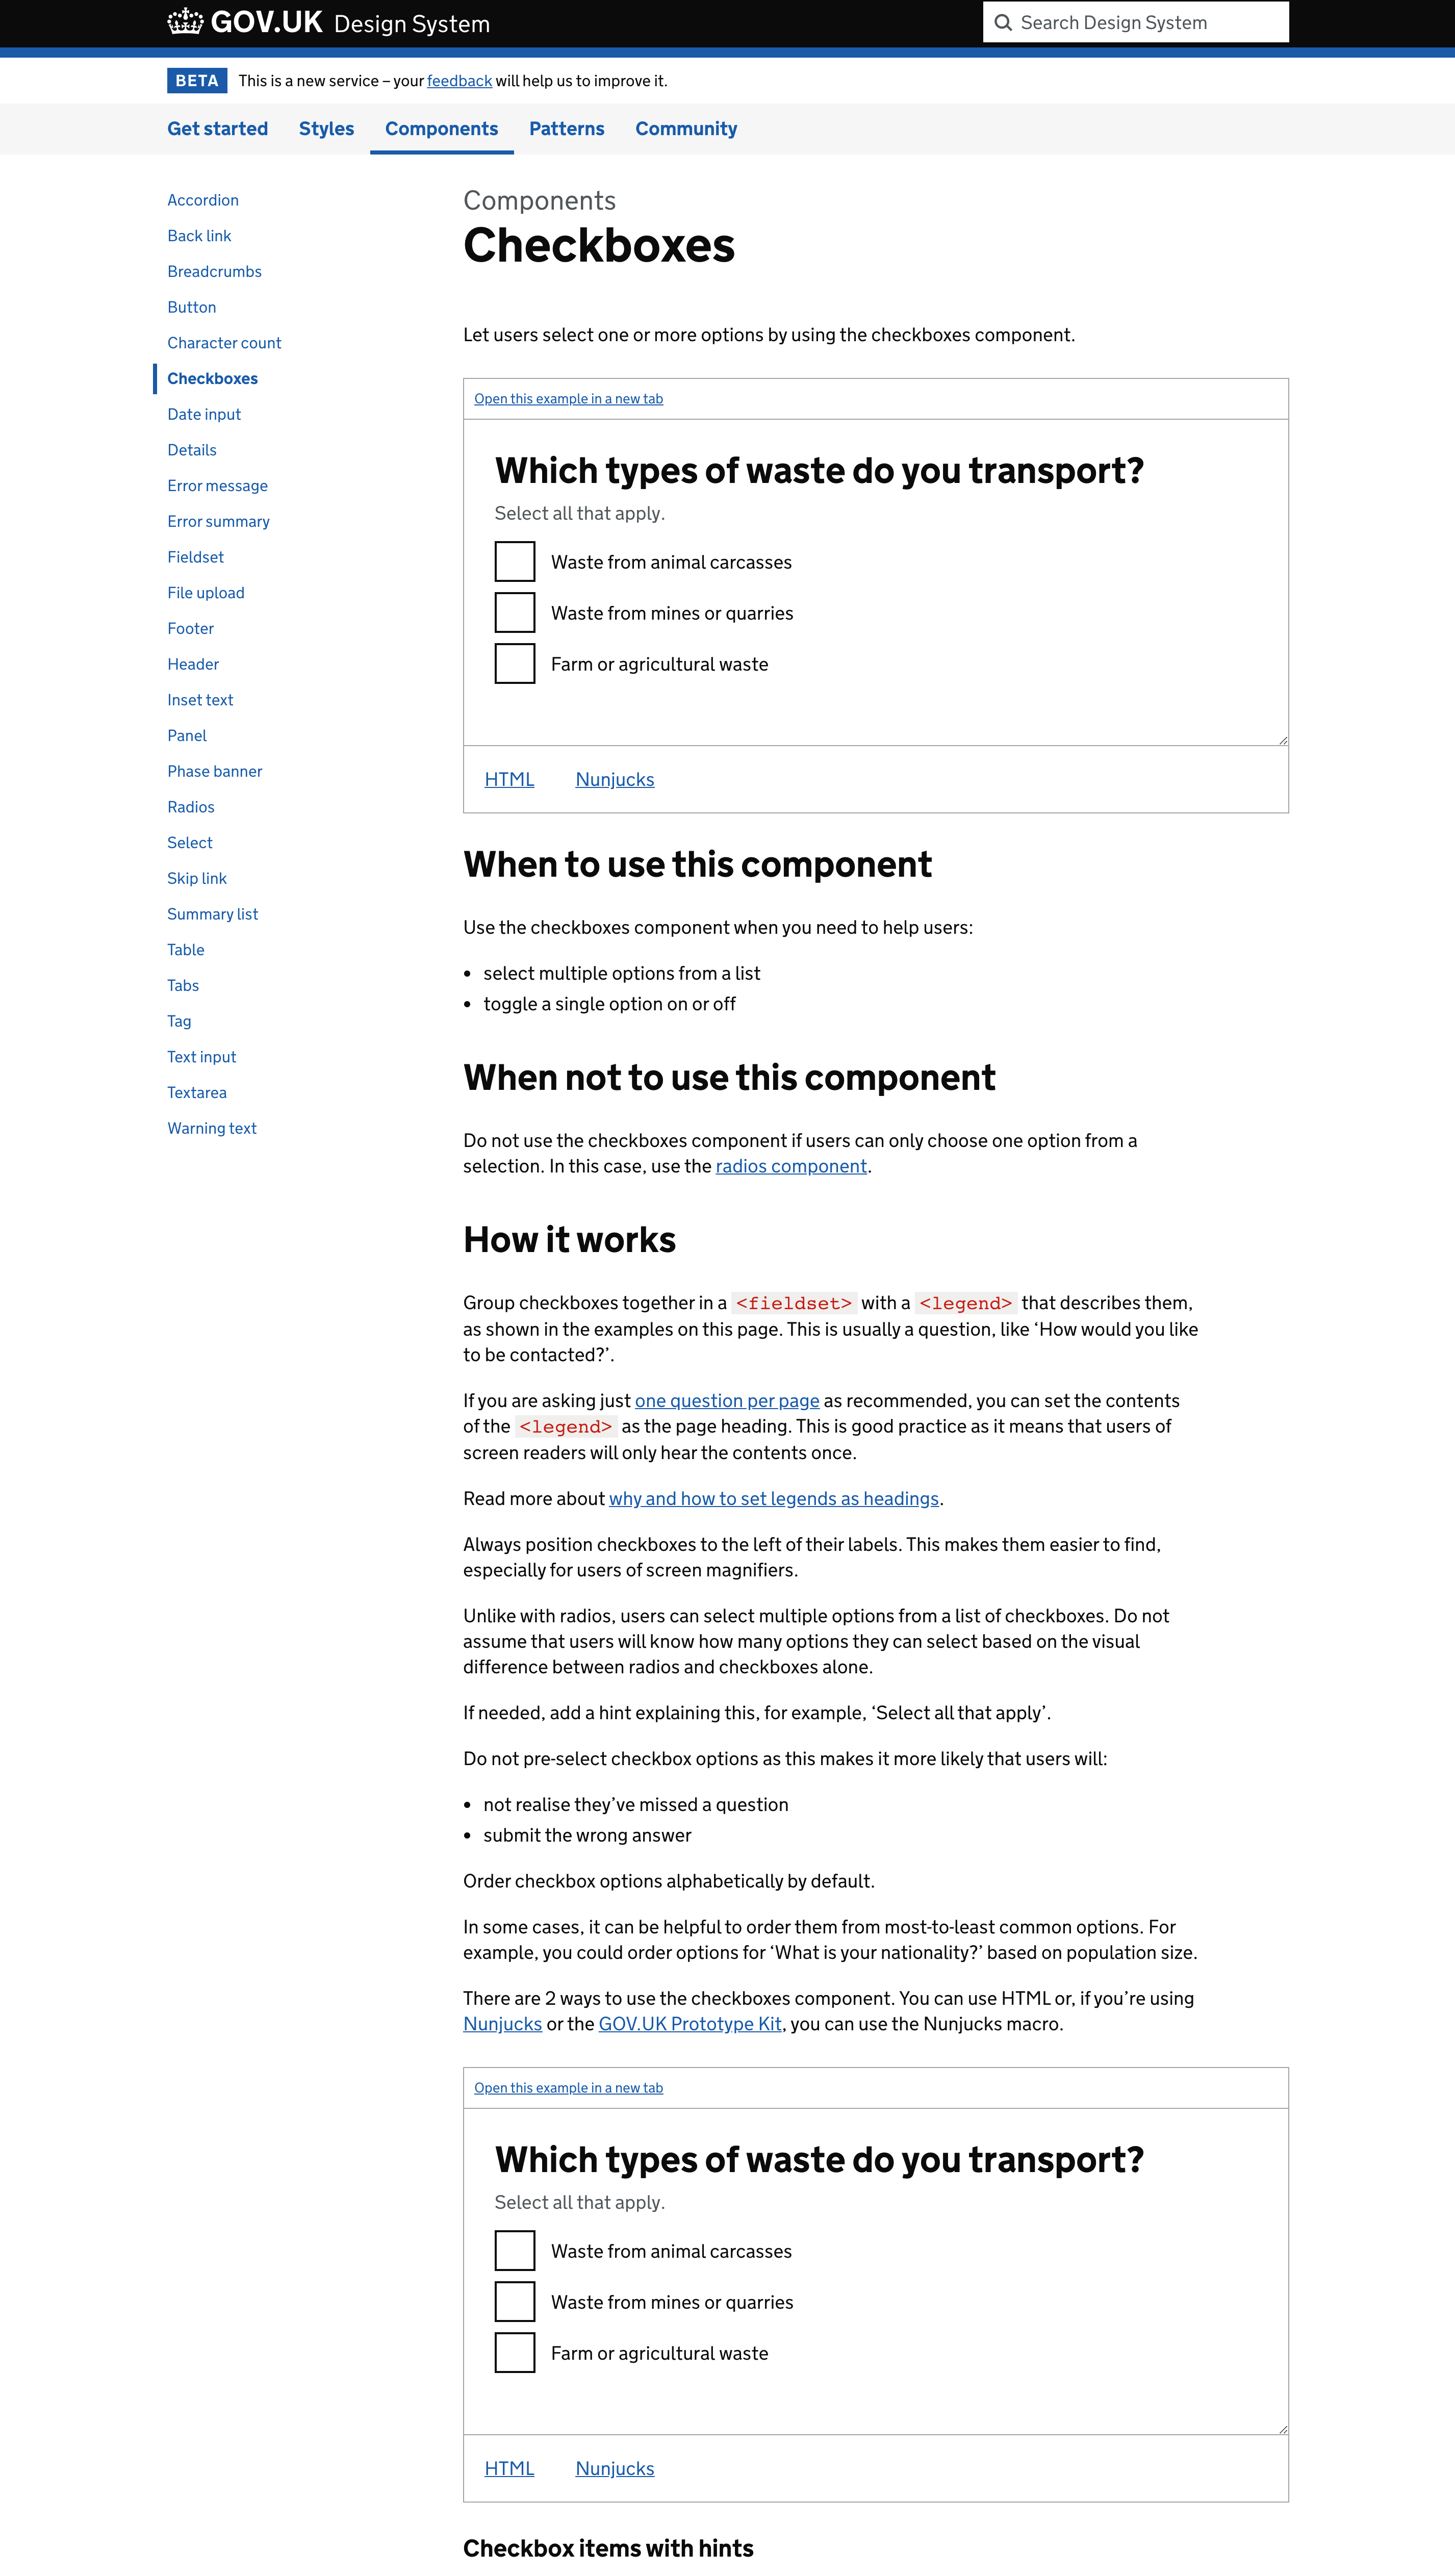 GOV.UK Design System
Search Design System
BETA This is a new service – your feedback will help us to improve it.
Get started Styles Components Patterns Community
Accordion
Back link
Breadcrumbs
Button
Character count
Checkboxes
Date input
Details
Error message
Error summary
Fieldset
File upload
Footer
Header
Inset text
Panel
Phase banner
Radios
Select
Skip link
Summary list
Table
Tabs
Tag
Text input
Textarea
Warning text
Components
Checkboxes
Let users select one or more options by using the checkboxes component.
Open this example in a new tab
Which types of waste do you transport?
Select all that apply.
Waste from animal carcasses
Waste from mines or quarries
Farm or agricultural waste
HTML Nunjucks
When to use this component
Use the checkboxes component when you need to help users:
• select multiple options from a list
• toggle a single option on or off
When not to use this component
Do not use the checkboxes component if users can only choose one option from a
selection. In this case, use the radios component.
How it works
Group checkboxes together in a <fieldset> with a <legend> that describes them,
as shown in the examples on this page. This is usually a question, like ‘How would you like
to be contacted?’.
If you are asking just one question per page as recommended, you can set the contents
of the <legend> as the page heading. This is good practice as it means that users of
screen readers will only hear the contents once.
Read more about why and how to set legends as headings.
Always position checkboxes to the left of their labels. This makes them easier to find,
especially for users of screen magnifiers.
Unlike with radios, users can select multiple options from a list of checkboxes. Do not
assume that users will know how many options they can select based on the visual
difference between radios and checkboxes alone.
If needed, add a hint explaining this, for example, ‘Select all that apply’.
Do not pre-select checkbox options as this makes it more likely that users will:
• not realise they’ve missed a question
• submit the wrong answer
Order checkbox options alphabetically by default.
In some cases, it can be helpful to order them from most-to-least common options. For
example, you could order options for ‘What is your nationality?’ based on population size.
There are 2 ways to use the checkboxes component. You can use HTML or, if you’re using
Nunjucks or the GOV.UK Prototype Kit, you can use the Nunjucks macro.
Open this example in a new tab
Which types of waste do you transport?
Select all that apply.
Waste from animal carcasses
Waste from mines or quarries
Farm or agricultural waste
HTML Nunjucks
Checkbox items with hints